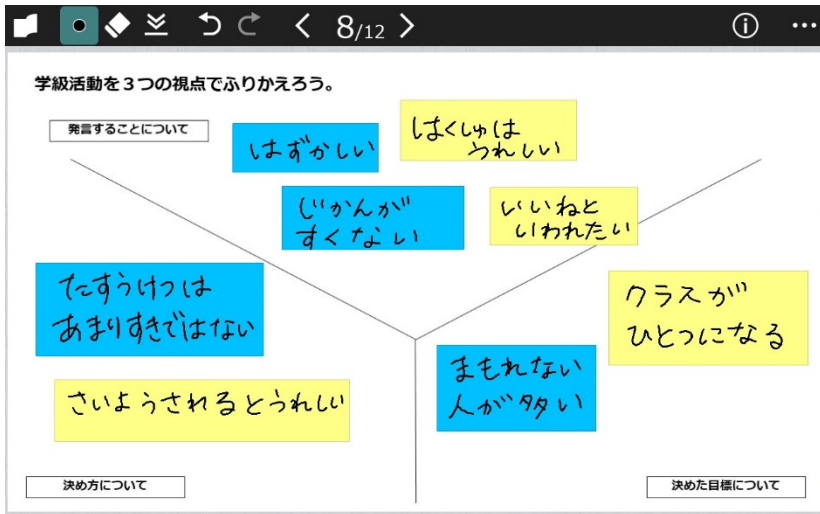 8/12
学級活動を３つの視点でふりかえろう。
発言することについて
はずかしい
はくしゅは
うれしい
じかんが
すくない
いいねと
いわれたい
たすうけつは
あまりすきではない
さいようされるとうれしい
決め方について
クラスが
ひとつになる
まもれない
人が多い
決めた目標について